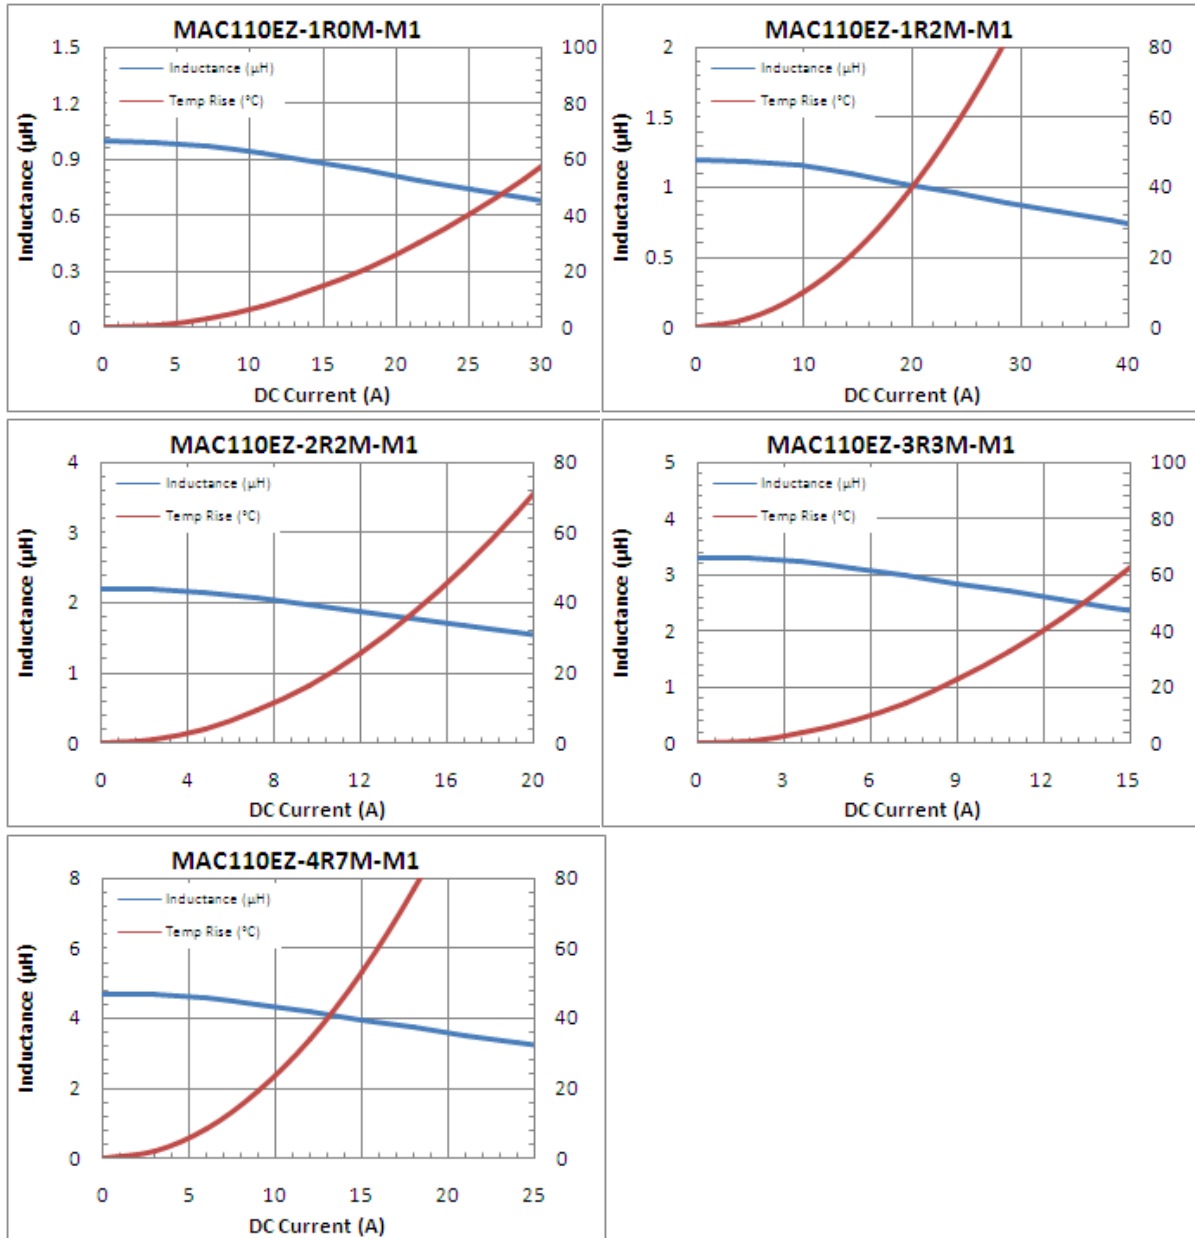 MAC110EZ-1R0M-M1
Inductance (µH)
Temp Rise (°C)
Inductance (µH)
1.5
1.2
0.9
0.6
0.3
0
100
80
60
40
20
0
0 5 10 15 20 25 30
DC Current (A)
MAC110EZ-1R2M-M1
Inductance (µH)
Temp Rise (°C)
Inductance (µH)
2
1.5
1
0.5
0
80
60
40
20
0
0 10 20 30 40
DC Current (A)
MAC110EZ-2R2M-M1
Inductance (µH)
Temp Rise (°C)
Inductance (µH)
4
3
2
1
0
80
60
40
20
0
0 4 8 12 16 20
DC Current (A)
MAC110EZ-3R3M-M1
Inductance (µH)
Temp Rise (°C)
Inductance (µH)
5
4
3
2
1
0
100
80
60
40
20
0
0 3 6 9 12 15
DC Current (A)
MAC110EZ-4R7M-M1
Inductance (µH)
Temp Rise (°C)
Inductance (µH)
8
6
4
2
0
80
60
40
20
0
0 5 10 15 20 25
DC Current (A)